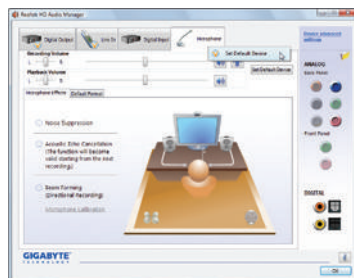 Realtek HD Audio Manager
Digital Output
Line In
Digital Input
Microphone
Device advanced settings
Recording Volume
Set Default Device
L
R
Playback Volume
L
R
Set Default Device
Microphone Effects
Default Format
ANALOG
Back Panel
Noise Suppression
Acoustic Echo Cancellation
(The function will become
valid starting from the next
recording.)
Front Panel
Beam Forming
(Directional Recording)
Microphone Calibration
DIGITAL
GIGABYTE
TECHNOLOGY
OK